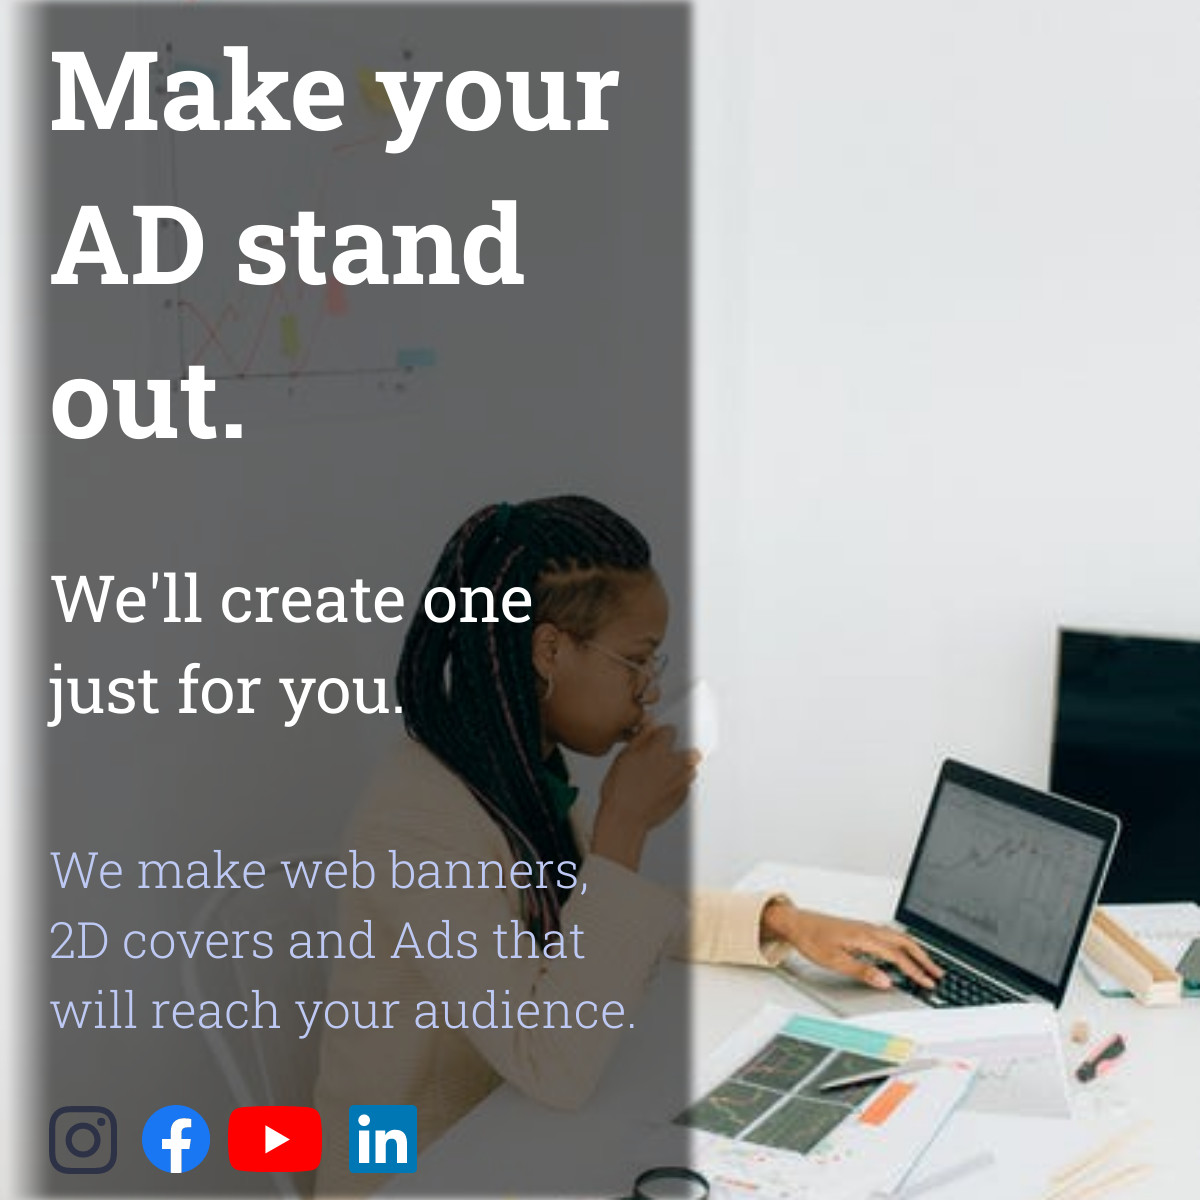 Make your
AD stand
out.
We'll create one
just for you.
We make web banners,
2D covers and Ads that
will reach your audience.
in